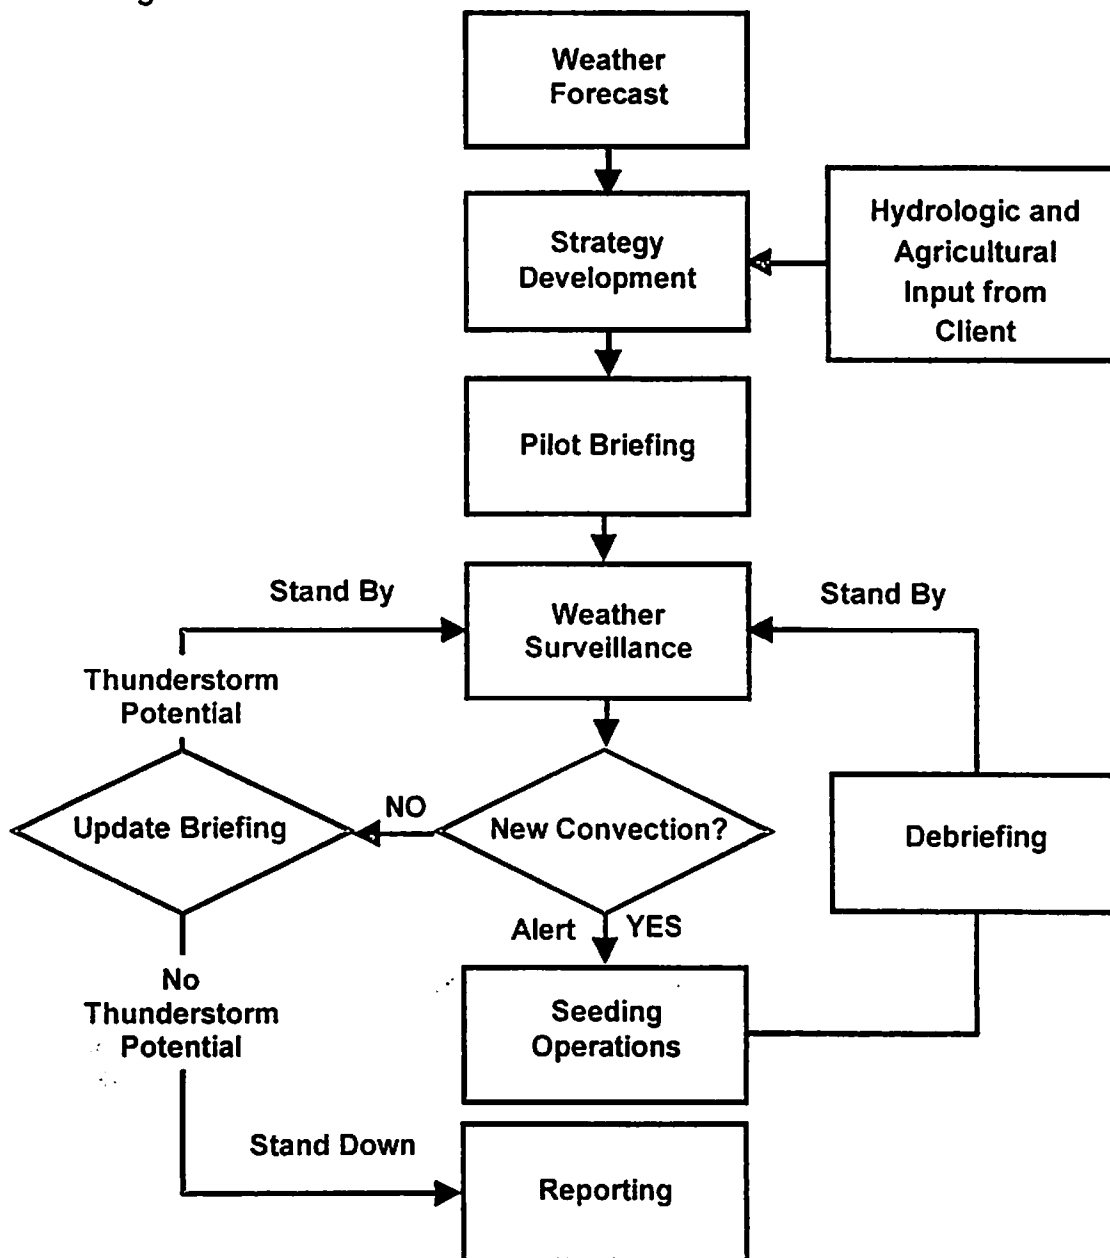 Weather
Forecast
Strategy
Development
Hydrologic and
Agricultural
Input from
Client
Pilot Briefing
Stand By
Weather
Surveillance
Stand By
Thunderstorm
Potential
Update Briefing
NO
New Convection?
Debriefing
Alert
YES
No
Thunderstorm
Potential
Seeding
Operations
Stand Down
Reporting